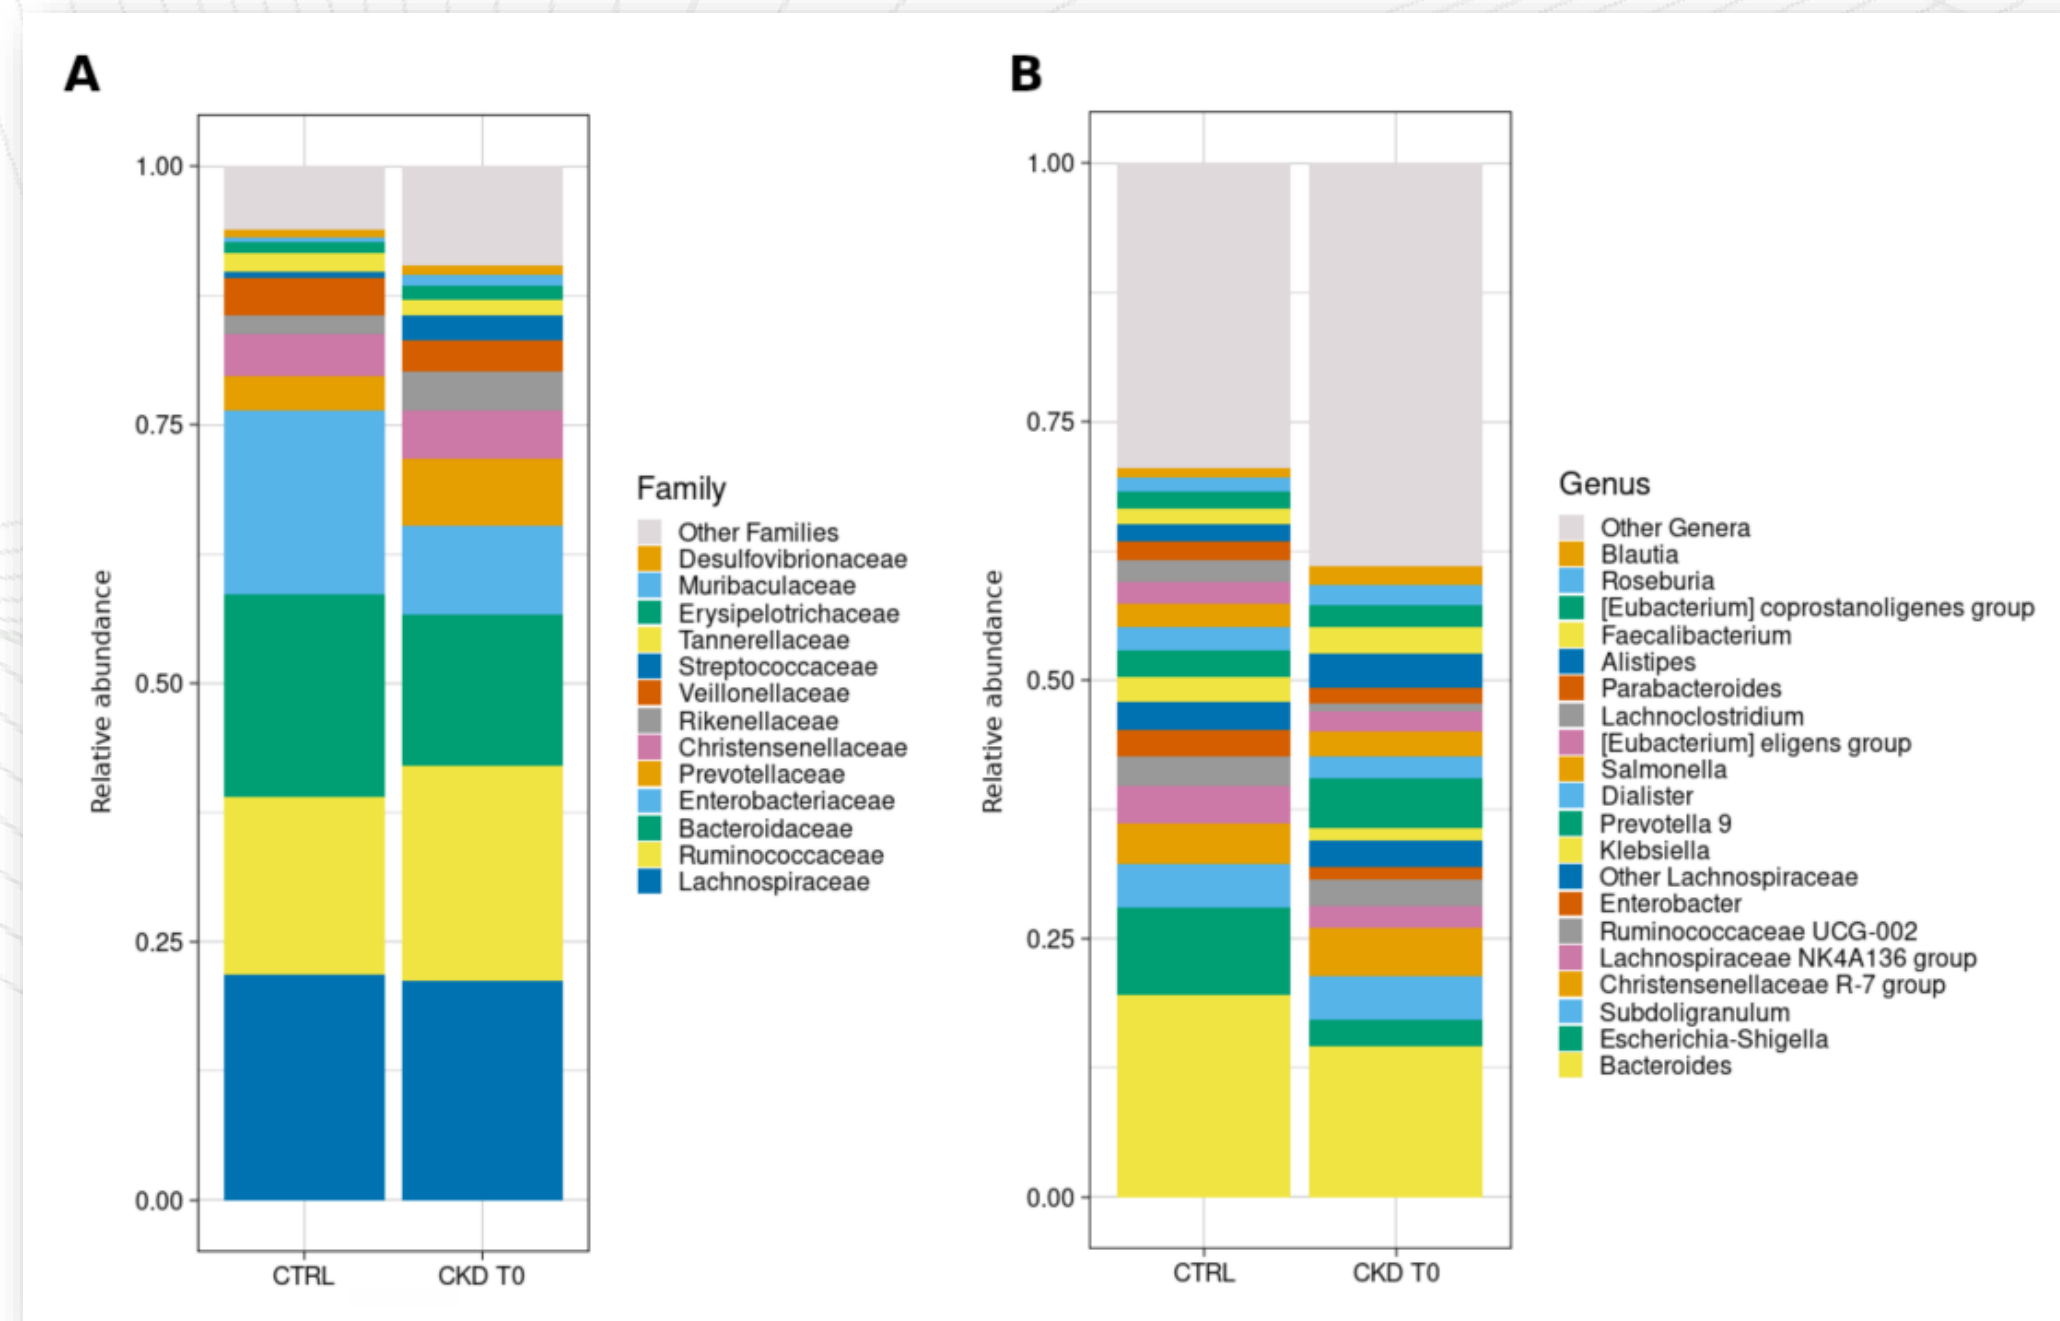 A
1.00
0.75
0.50
0.25
0.00
Relative abundance
CTRL
CKD T0
Family
Other Families
Desulfovibrionaceae
Muribaculaceae
Erysipelotrichaceae
Tannerellaceae
Streptococcaceae
Veillonellaceae
Rikenellaceae
Christensenellaceae
Prevotellaceae
Enterobacteriaceae
Bacteroidaceae
Ruminococcaceae
Lachnospiraceae
B
1.00
0.75
0.50
0.25
0.00
Relative abundance
CTRL
CKD T0
Genus
Other Genera
Blautia
Roseburia
[Eubacterium] coprostanoligenes group
Faecalibacterium
Alistipes
Parabacteroides
Lachnoclostridium
[Eubacterium] eligens group
Salmonella
Dialister
Prevotella 9
Klebsiella
Other Lachnospiraceae
Enterobacter
Ruminococcaceae UCG-002
Lachnospiraceae NK4A136 group
Christensenellaceae R-7 group
Subdoligranulum
Escherichia-Shigella
Bacteroides